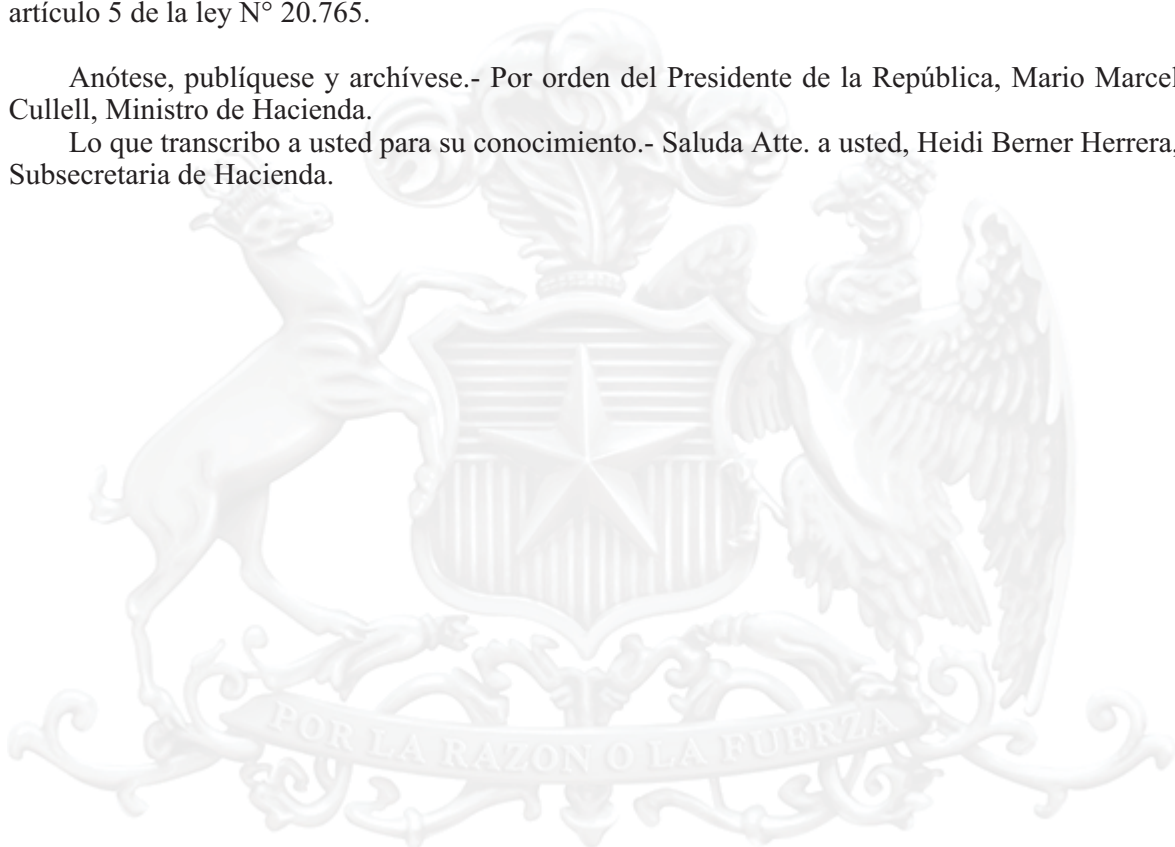 artículo 5 de la ley N° 20.765.
Anótese, publíquese y archívese.- Por orden del Presidente de la República, Mario Marcel
Cullell, Ministro de Hacienda.
Lo que transcribo a usted para su conocimiento.- Saluda Atte. a usted, Heidi Berner Herrera,
Subsecretaria de Hacienda.
POR LA RAZON O LA FUERZA